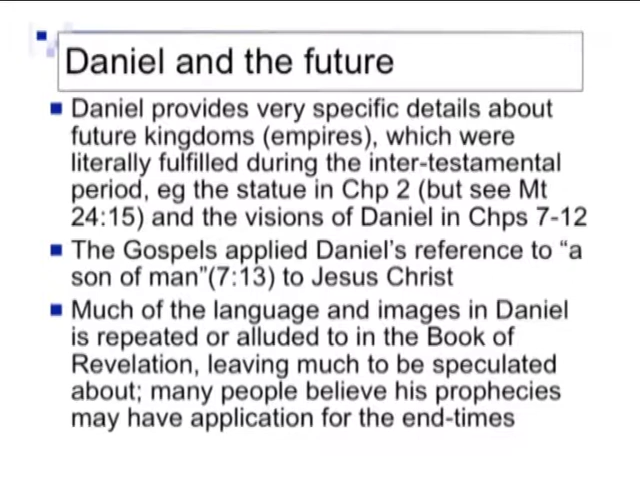 Daniel and the future
Daniel provides very specific details about
future kingdoms (empires), which were
literally fulfilled during the inter-testamental
period, eg the statue in Chp 2 (but see Mt
24:15) and the visions of Daniel in Chps 7-12
The Gospels applied Daniel's reference to "a
son of man"(7:13) to Jesus Christ
Much of the language and images in Daniel
is repeated or alluded to in the Book of
Revelation, leaving much to be speculated
about; many people believe his prophecies
may have application for the end-times